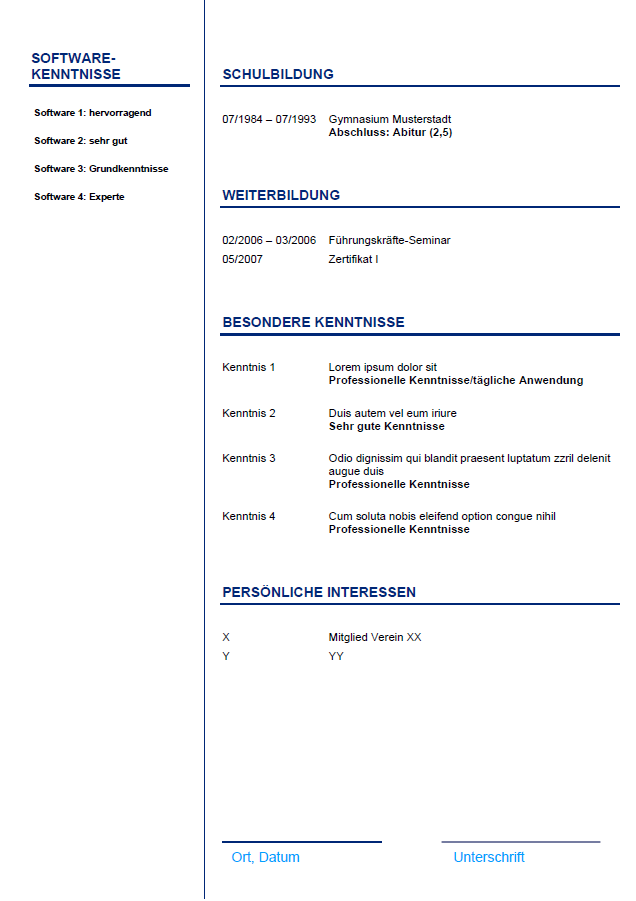 SOFTWARE-
KENNTNISSE
Software 1: hervorragend
Software 2: sehr gut
Software 3: Grundkenntnisse
Software 4: Experte
SCHULBILDUNG
07/1984 – 07/1993 Gymnasium Musterstadt
Abschluss: Abitur (2,5)
WEITERBILDUNG
02/2006 – 03/2006 Führungskräfte-Seminar
05/2007 Zertifikat I
BESONDERE KENNTNISSE
Kenntnis 1 Lorem ipsum dolor sit
Professionelle Kenntnisse/tägliche Anwendung
Kenntnis 2 Duis autem vel eum iriure
Sehr gute Kenntnisse
Kenntnis 3 Odio dignissim qui blandit praesent luptatum zzril delenit
augue duis
Professionelle Kenntnisse
Kenntnis 4 Cum soluta nobis eleifend option congue nihil
Professionelle Kenntnisse
PERSÖNLICHE INTERESSEN
X Mitglied Verein XX
Y YY
Ort, Datum Unterschrift